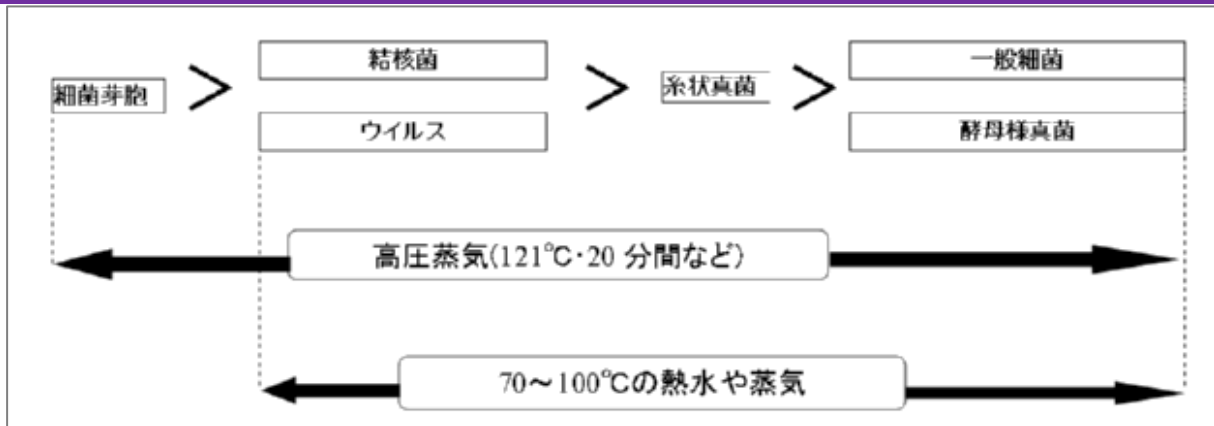 細菌芽胞
>
結核菌
ウイルス
>
糸状真菌
>
一般細菌
酵母様真菌
高圧蒸気(121℃・20 分間など)
70~100℃の熱水や蒸気